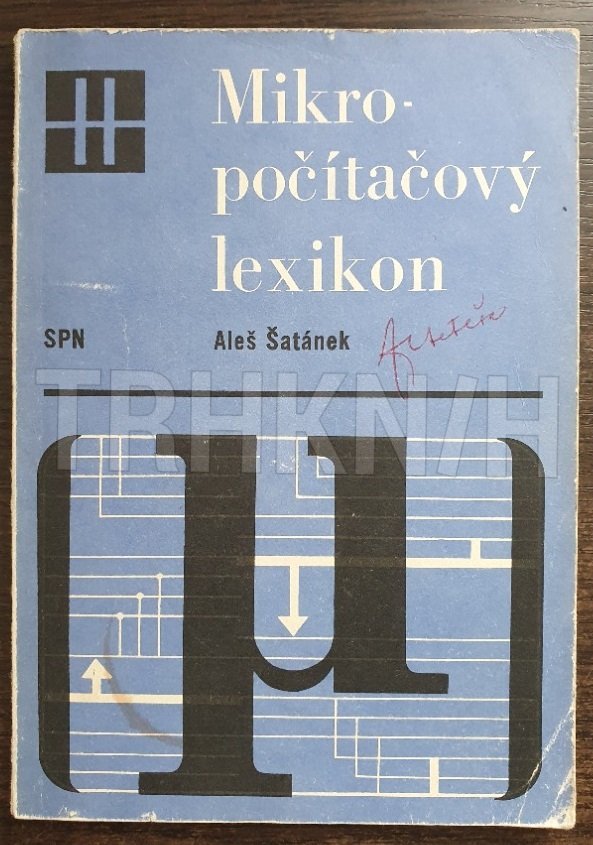 Mikro-
počítačový
lexikon
SPN
Aleš Šatánek
TRHKNIH
μ